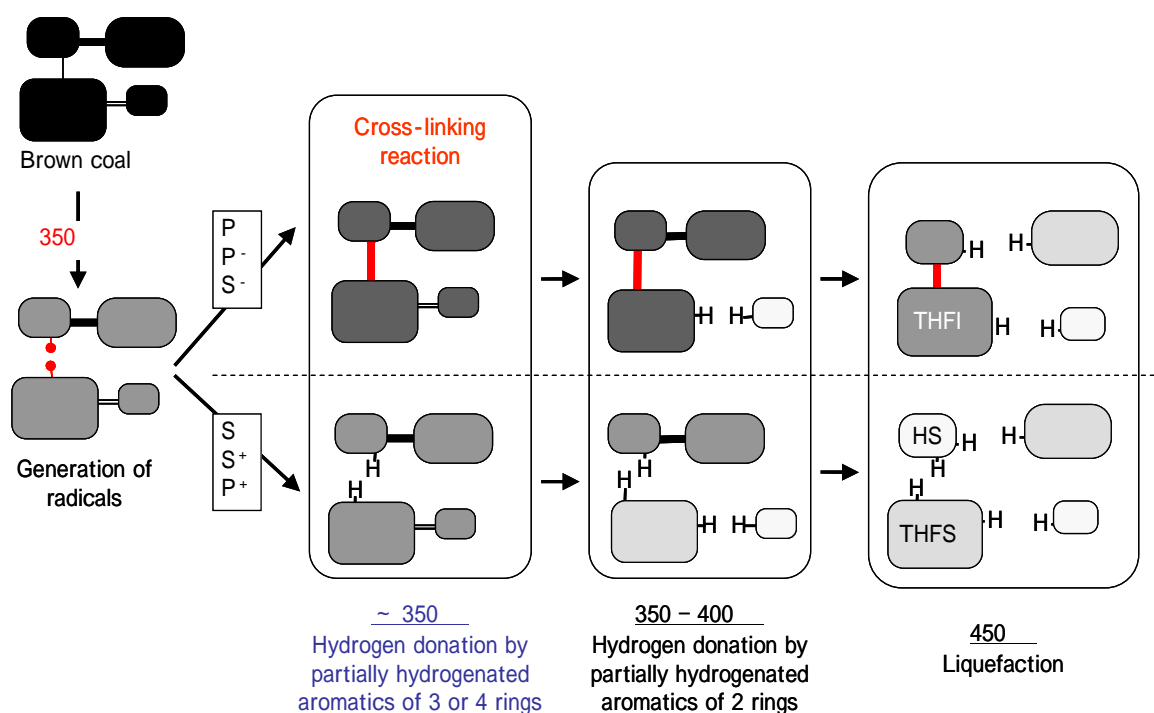 Brown coal
350
Generation of
radicals
P
P -
S -
S
S +
P +
Cross-linking
reaction
H
H
H
H
H
H
H
H
THFI
H
H
H
H
H
H
H
HS
H
H
H
THFS
H
H
~ 350
Hydrogen donation by
partially hydrogenated
aromatics of 3 or 4 rings
350 – 400
Hydrogen donation by
partially hydrogenated
aromatics of 2 rings
450
Liquefaction